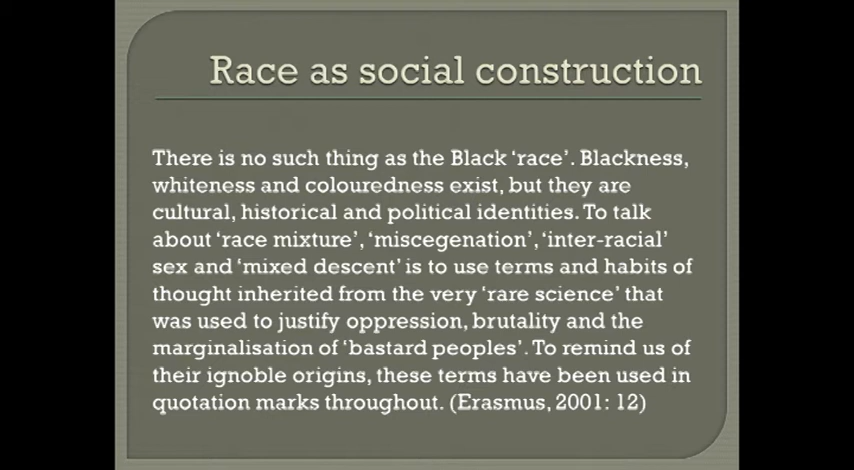 Race as social construction
There is no such thing as the Black ‘race’. Blackness,
whiteness and colouredness exist, but they are
cultural, historical and political identities. To talk
about ‘race mixture’, ‘miscegenation’, ‘inter-racial’
sex and ‘mixed descent’ is to use terms and habits of
thought inherited from the very ‘rare science’ that
was used to justify oppression, brutality and the
marginalisation of ‘bastard peoples’. To remind us of
their ignoble origins, these terms have been used in
quotation marks throughout. (Erasmus, 2001: 12)